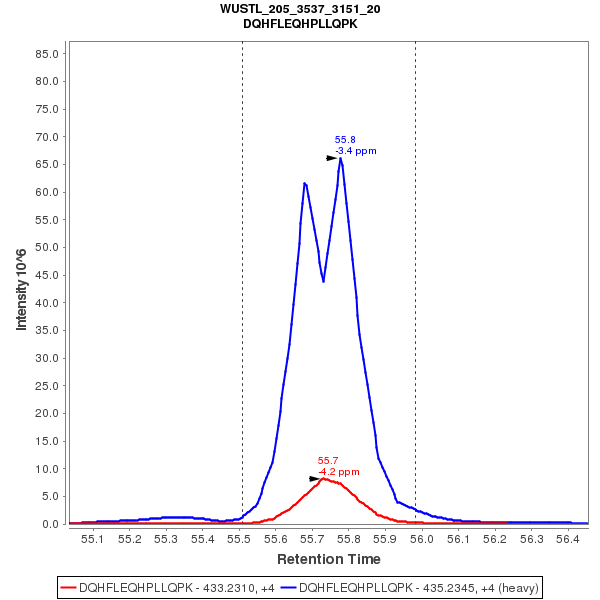 WUSTL_205_3537_3151_20
DQHFLEQHPLLQPK
85.0
80.0
75.0
70.0
65.0
60.0
55.0
50.0
45.0
40.0
35.0
30.0
25.0
20.0
15.0
10.0
5.0
0.0
Intensity 10^6
55.8
-3.4 ppm
55.7
-4.2 ppm
55.1 55.2 55.3 55.4 55.5 55.6 55.7 55.8 55.9 56.0 56.1 56.2 56.3 56.4
Retention Time
DQHFLEQHPLLQPK - 433.2310, +4 DQHFLEQHPLLQPK - 435.2345, +4 (heavy)